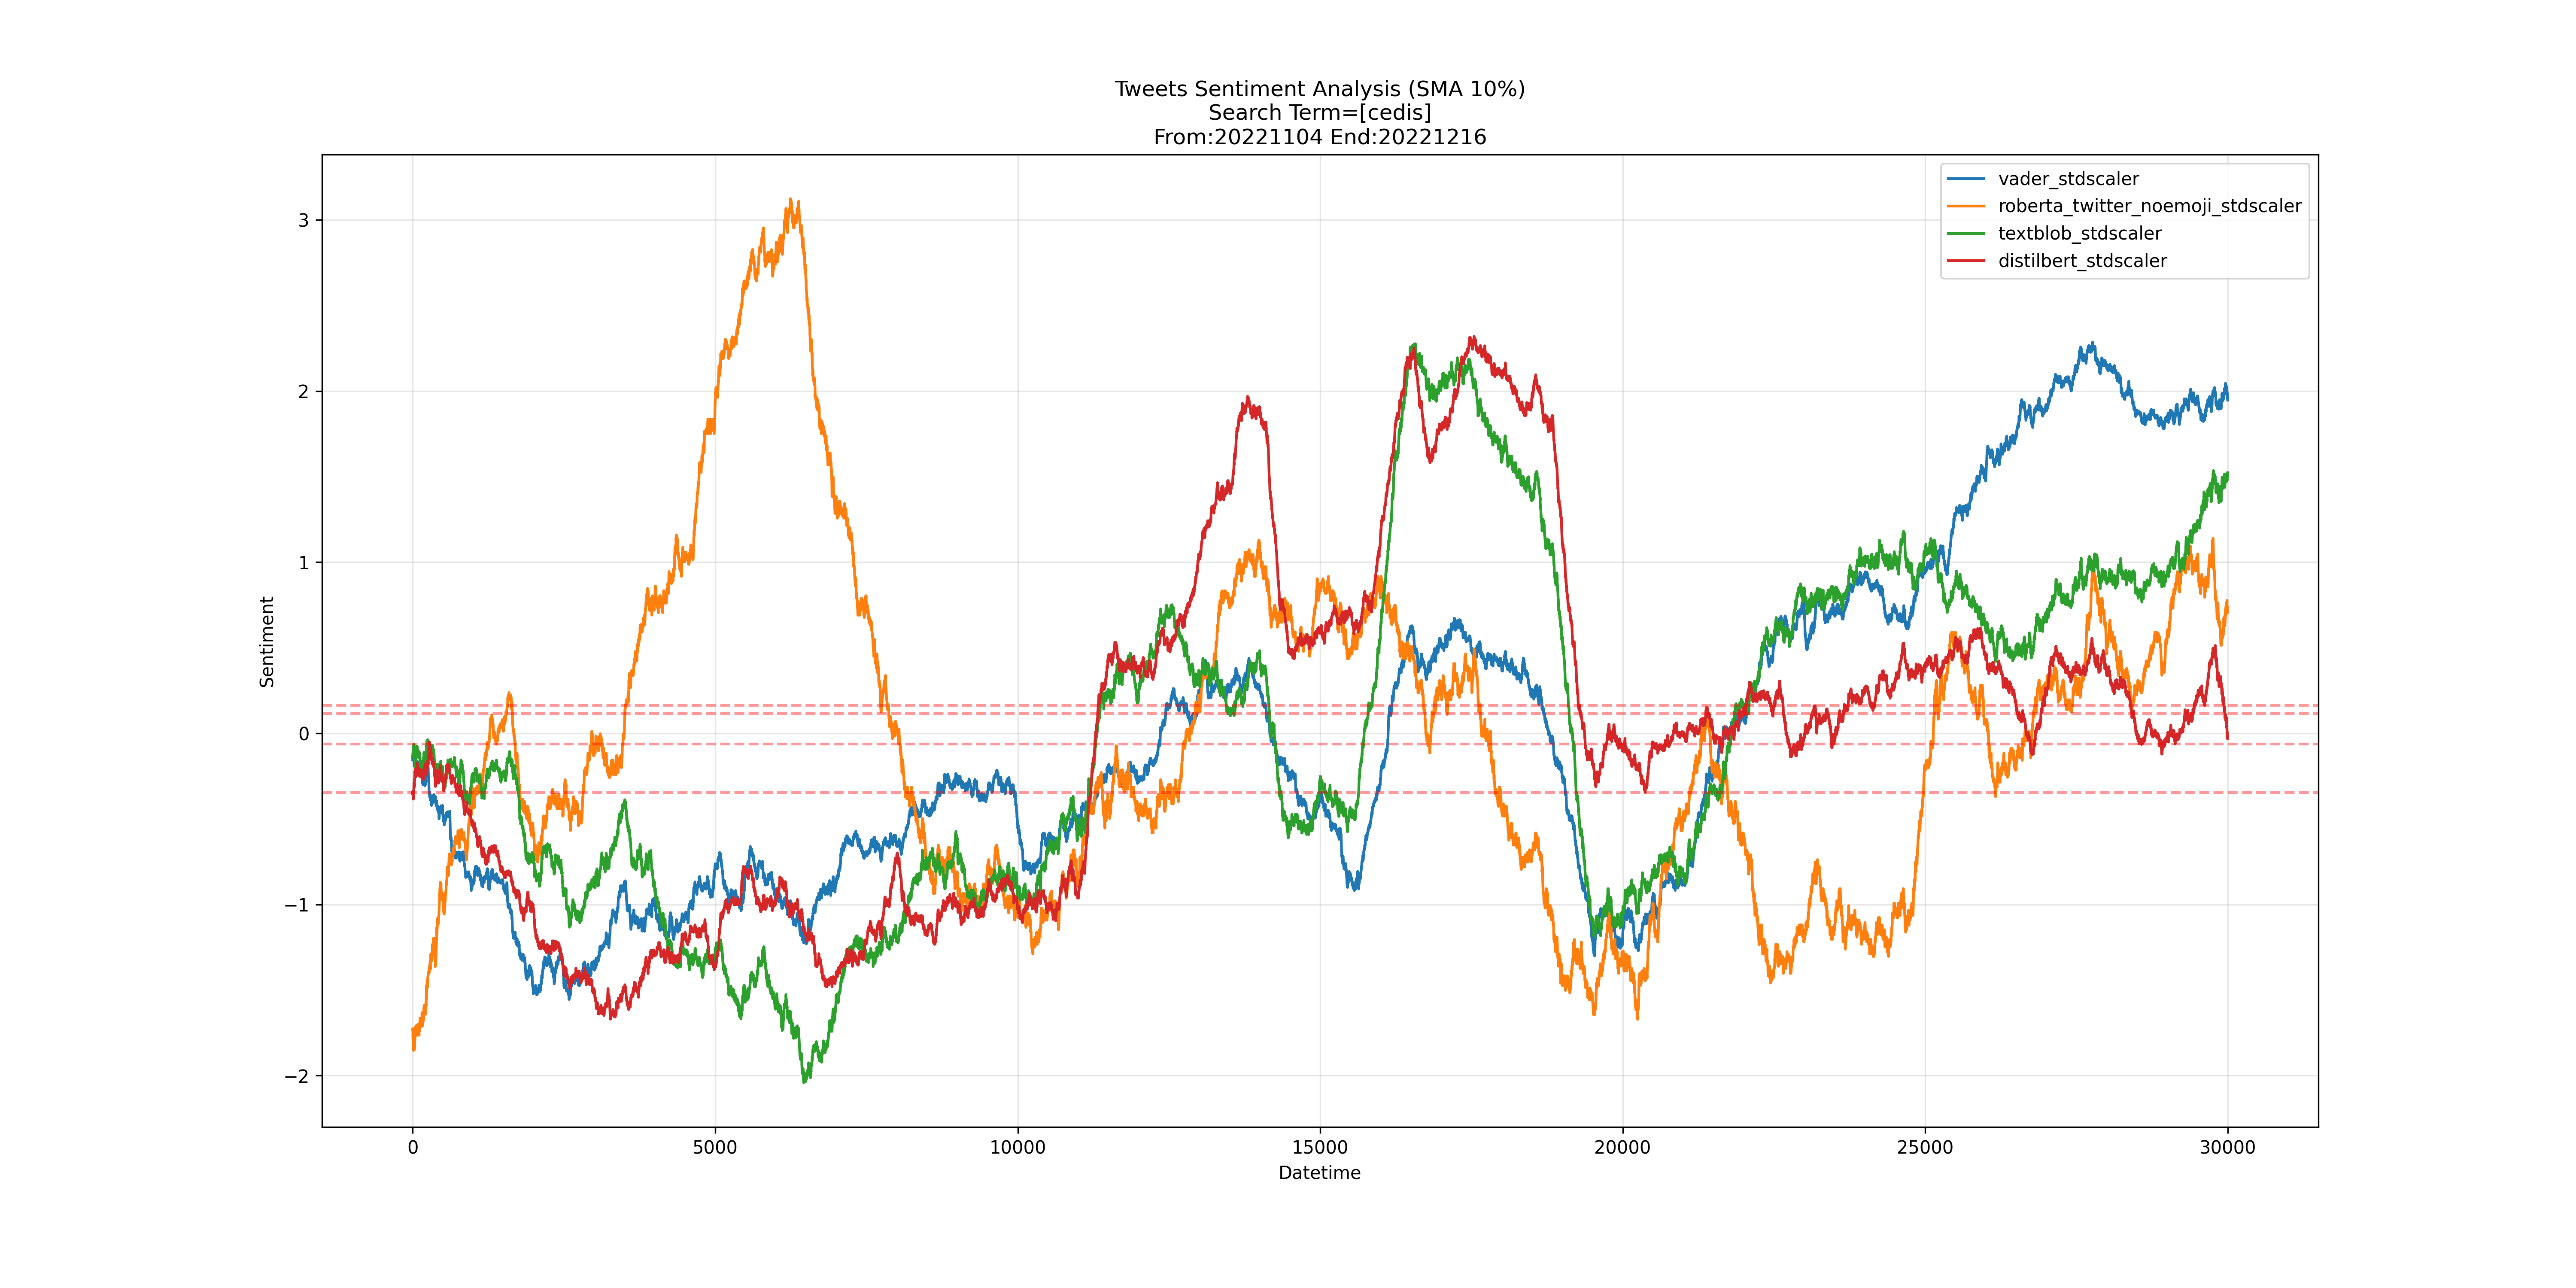 Tweets Sentiment Analysis (SMA 10%)
Search Term=[cedis]
From:20221104 End:20221216
vader_stdscaler
roberta_twitter_noemoji_stdscaler
textblob_stdscaler
distilbert_stdscaler
3
2
1
0
−1
−2
Sentiment
0
5000
10000
15000
20000
25000
30000
Datetime